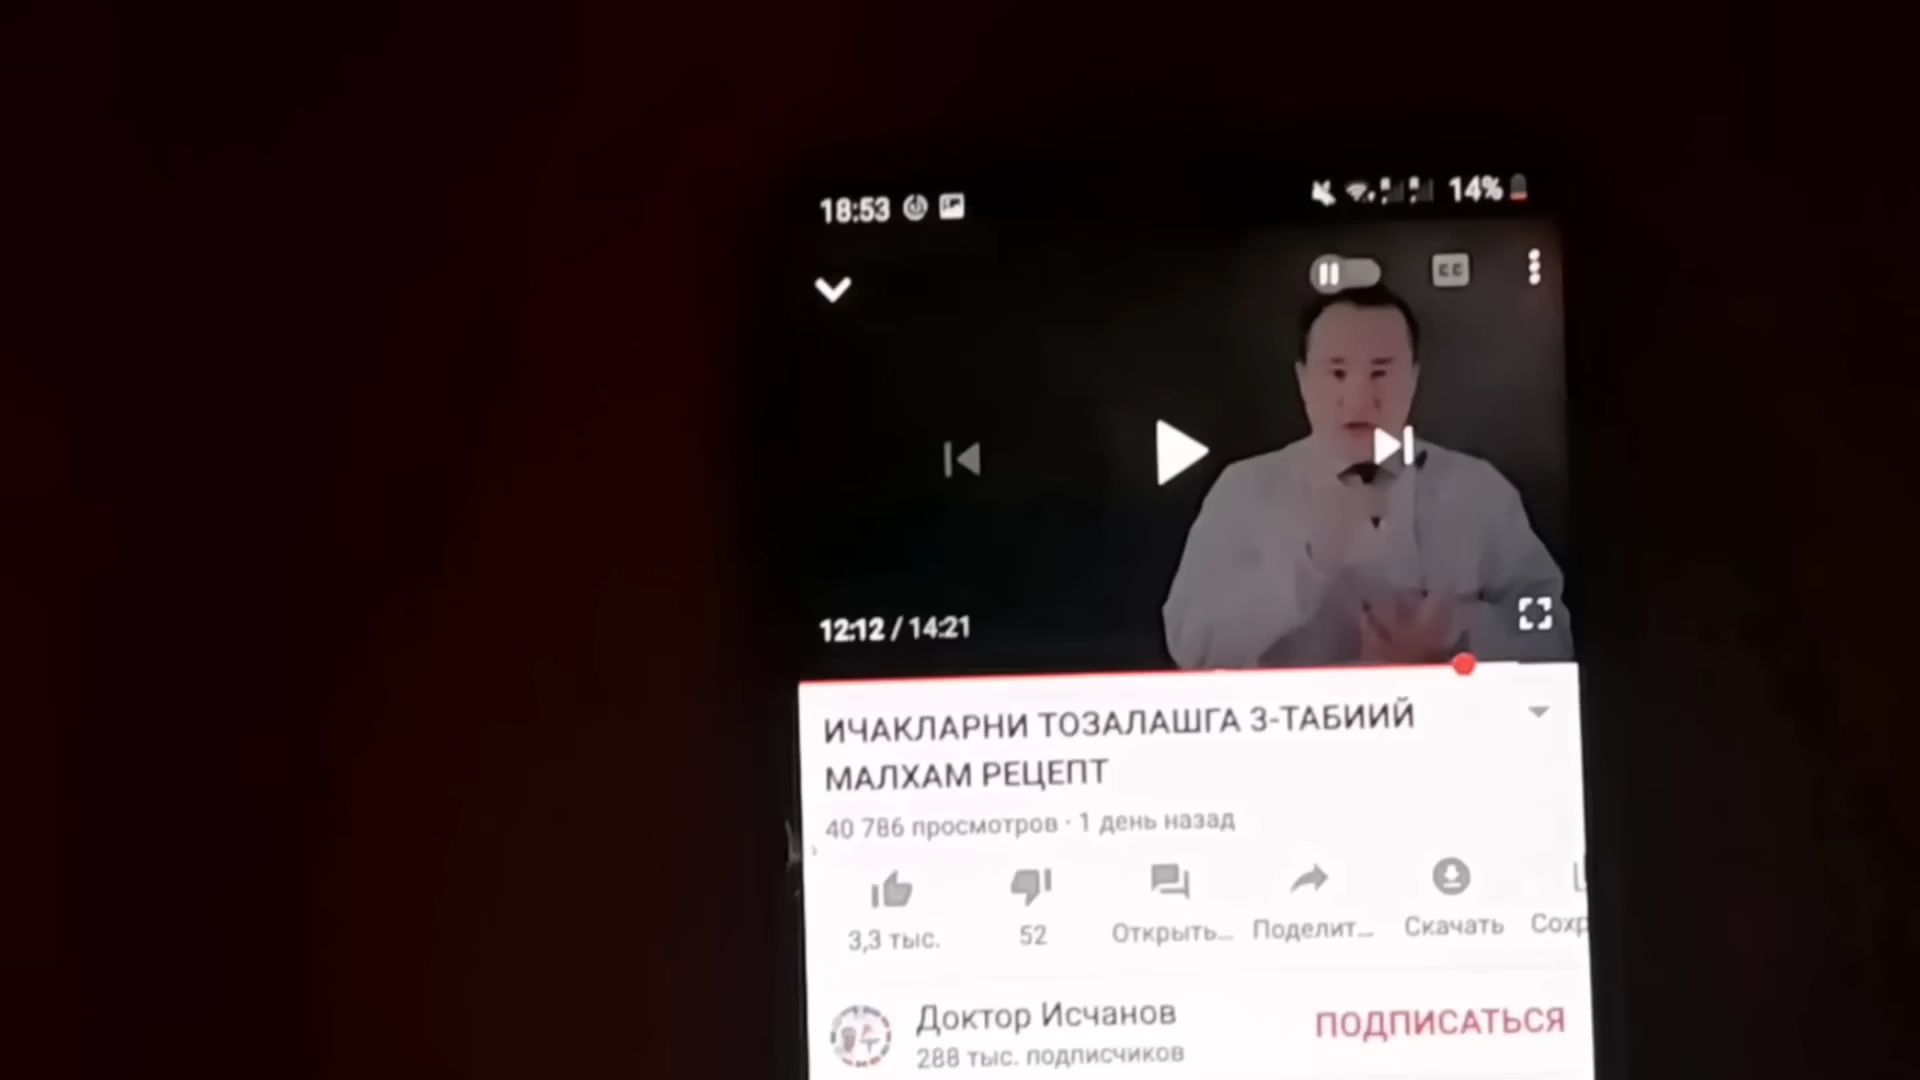 18:53 14%
CC
12:12 / 14:21
ИЧАКЛАРНИ ТОЗАЛАШГА 3-ТАБИИЙ
МАЛХАМ РЕЦЕПТ
40 786 просмотров · 1 день назад
3,3 тыс. 52 Открыть... Поделит... Скачать Сохр
Доктор Исчанов
ПОДПИСАТЬСЯ
288 тыс. подписчиков